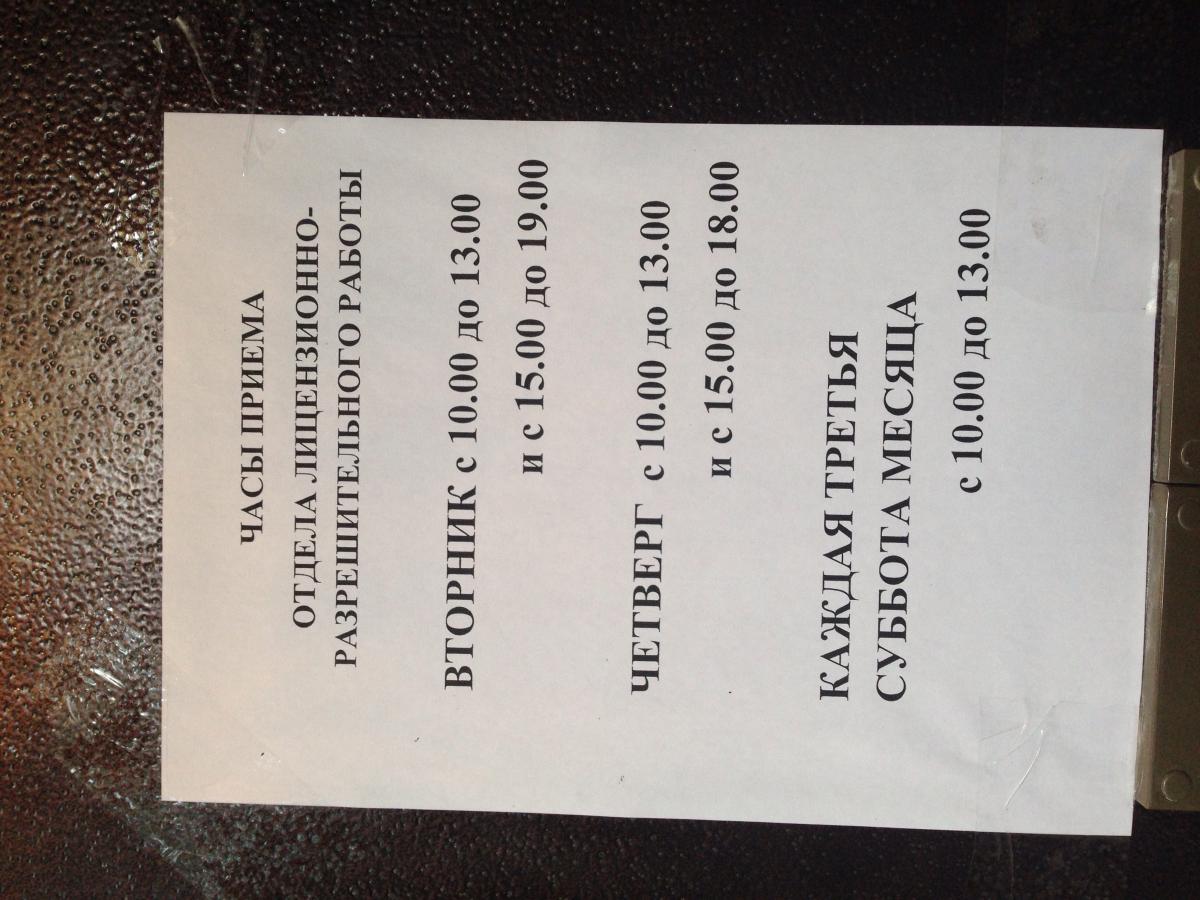 ЧАСЫ ПРИЕМА
ОТДЕЛА ЛИЦЕНЗИОННО-
РАЗРЕШИТЕЛЬНОГО РАБОТЫ
ВТОРНИК с 10.00 до 13.00
и с 15.00 до 19.00
ЧЕТВЕРГ с 10.00 до 13.00
и с 15.00 до 18.00
КАЖДАЯ ТРЕТЬЯ
СУББОТА МЕСЯЦА
с 10.00 до 13.00